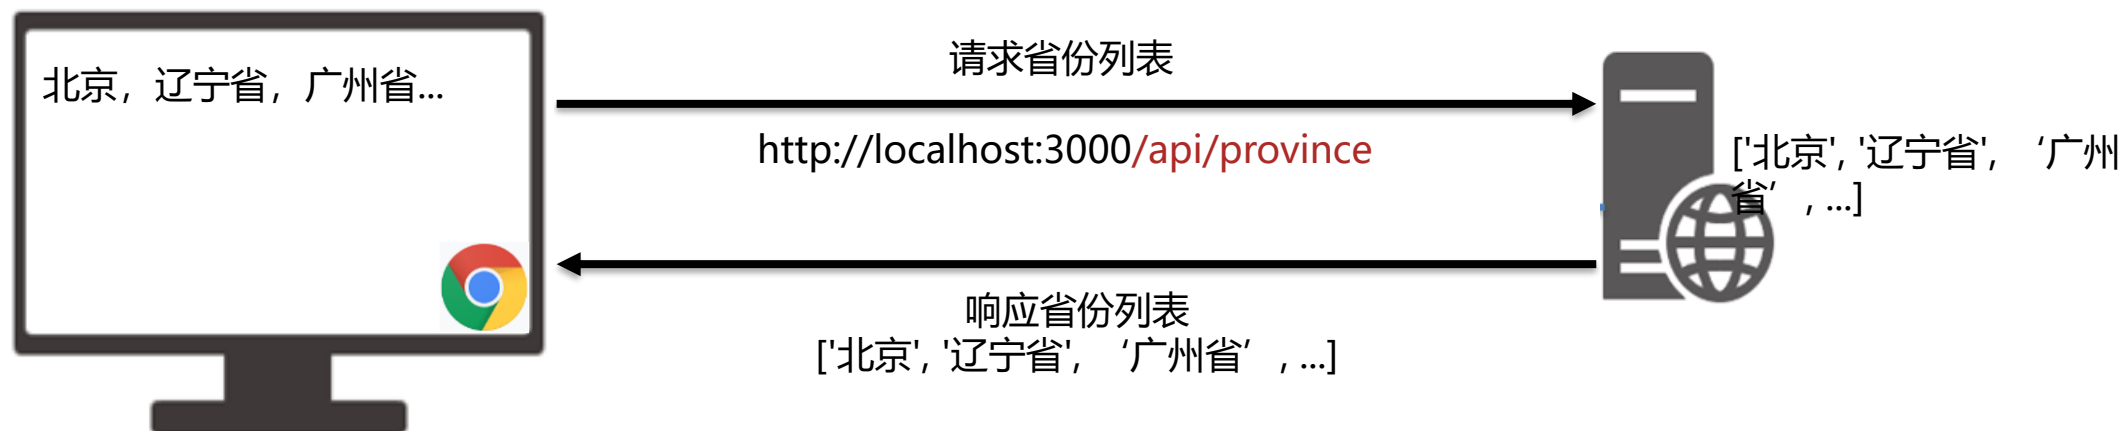 北京，辽宁省，广州省...
请求省份列表
http://localhost:3000/api/province
['北京', '辽宁省', ‘广州
省’, ...]
响应省份列表
['北京', '辽宁省', ‘广州省’, ...]